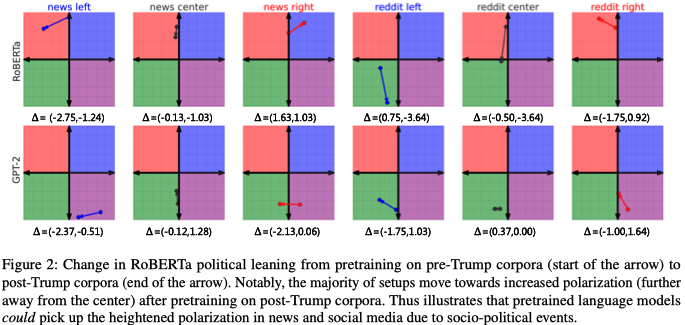 news left news center news right reddit left reddit center reddit right
RoBERTa
Δ=(-2.75,-1.24) Δ=(-0.13,-1.03) Δ=(1.63,1.03) Δ=(0.75,-3.64) Δ=(-0.50,-3.64) Δ=(-1.75,0.92)
GPT-2
Δ=(-2.37,-0.51) Δ=(-0.12,1.28) Δ=(-2.13,0.06) Δ=(-1.75,1.03) Δ=(0.37,0.00) Δ=(-1.00,1.64)
Figure 2: Change in RoBERTa political leaning from pretraining on pre-Trump corpora (start of the arrow) to
post-Trump corpora (end of the arrow). Notably, the majority of setups move towards increased polarization (further
away from the center) after pretraining on post-Trump corpora. Thus illustrates that pretrained language models
could pick up the heightened polarization in news and social media due to socio-political events.